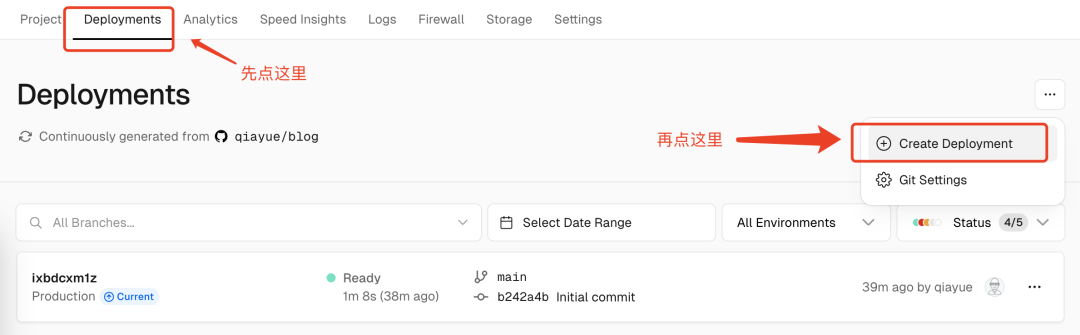 Project Deployments Analytics Speed Insights Logs Firewall Storage Settings
先点这里
Deployments
Continuously generated from qiayue/blog
再点这里
Create Deployment
Git Settings
All Branches... Select Date Range All Environments Status 4/5
ixbdcxm1z Ready main
Production Current 1m 8s (38m ago) b242a4b Initial commit
39m ago by qiayue